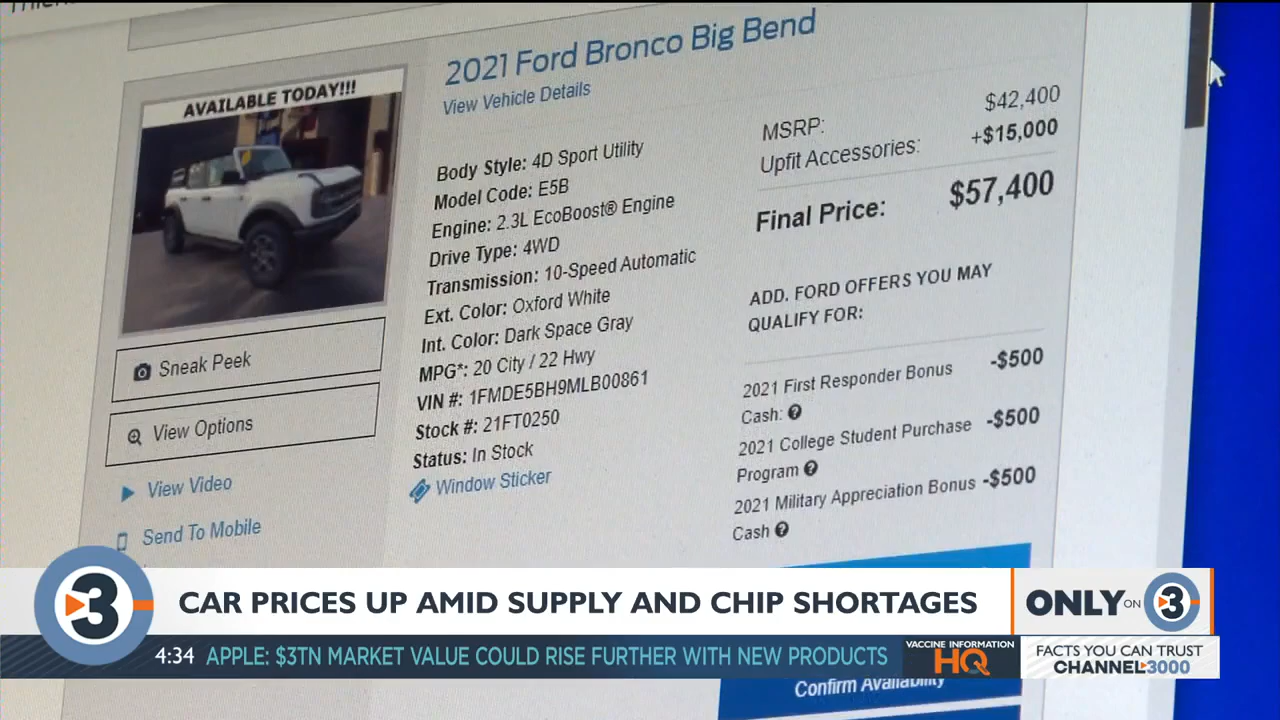 2021 Ford Bronco Big Bend
View Vehicle Details
AVAILABLE TODAY!!!
Sneak Peek
View Options
View Video
Send To Mobile
Body Style: 4D Sport Utility
Model Code: E5B
Engine: 2.3L EcoBoost® Engine
Drive Type: 4WD
Transmission: 10-Speed Automatic
Ext. Color: Oxford White
Int. Color: Dark Space Gray
MPG*: 20 City / 22 Hwy
VIN #: 1FMDE5BH9MLB00861
Stock #: 21FT0250
Status: In Stock
Window Sticker
MSRP: $42,400
Upfit Accessories: +$15,000
Final Price: $57,400
ADD. FORD OFFERS YOU MAY
QUALIFY FOR:
2021 First Responder Bonus -$500
Cash:
2021 College Student Purchase -$500
Program
2021 Military Appreciation Bonus -$500
Cash
Confirm Availability
3 CAR PRICES UP AMID SUPPLY AND CHIP SHORTAGES
ONLY ON 3
4:34 APPLE: $3TN MARKET VALUE COULD RISE FURTHER WITH NEW PRODUCTS
VACCINE INFORMATION
HQ
FACTS YOU CAN TRUST
CHANNEL3000